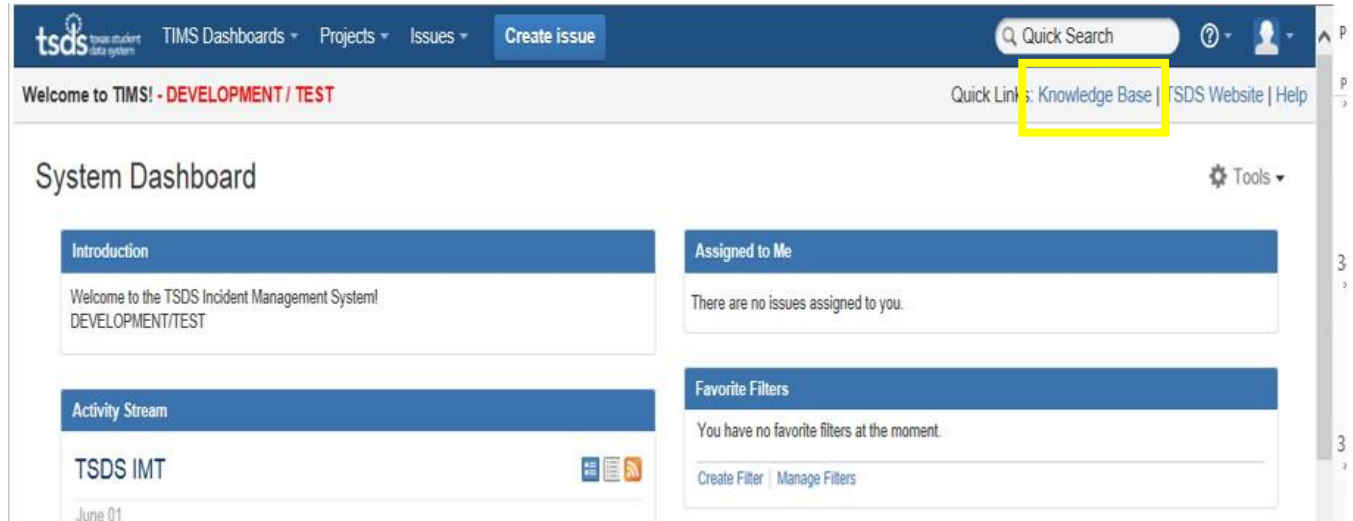 tsds texas student data system TIMS Dashboards Projects Issues Create issue Quick Search
Welcome to TIMS! - DEVELOPMENT / TEST Quick Links: Knowledge Base | TSDS Website | Help
System Dashboard Tools
Introduction
Welcome to the TSDS Incident Management System!
DEVELOPMENT/TEST
Assigned to Me
There are no issues assigned to you.
Activity Stream
TSDS IMT
June 01
Favorite Filters
You have no favorite filters at the moment.
Create Filter | Manage Filters
P
P
3
3